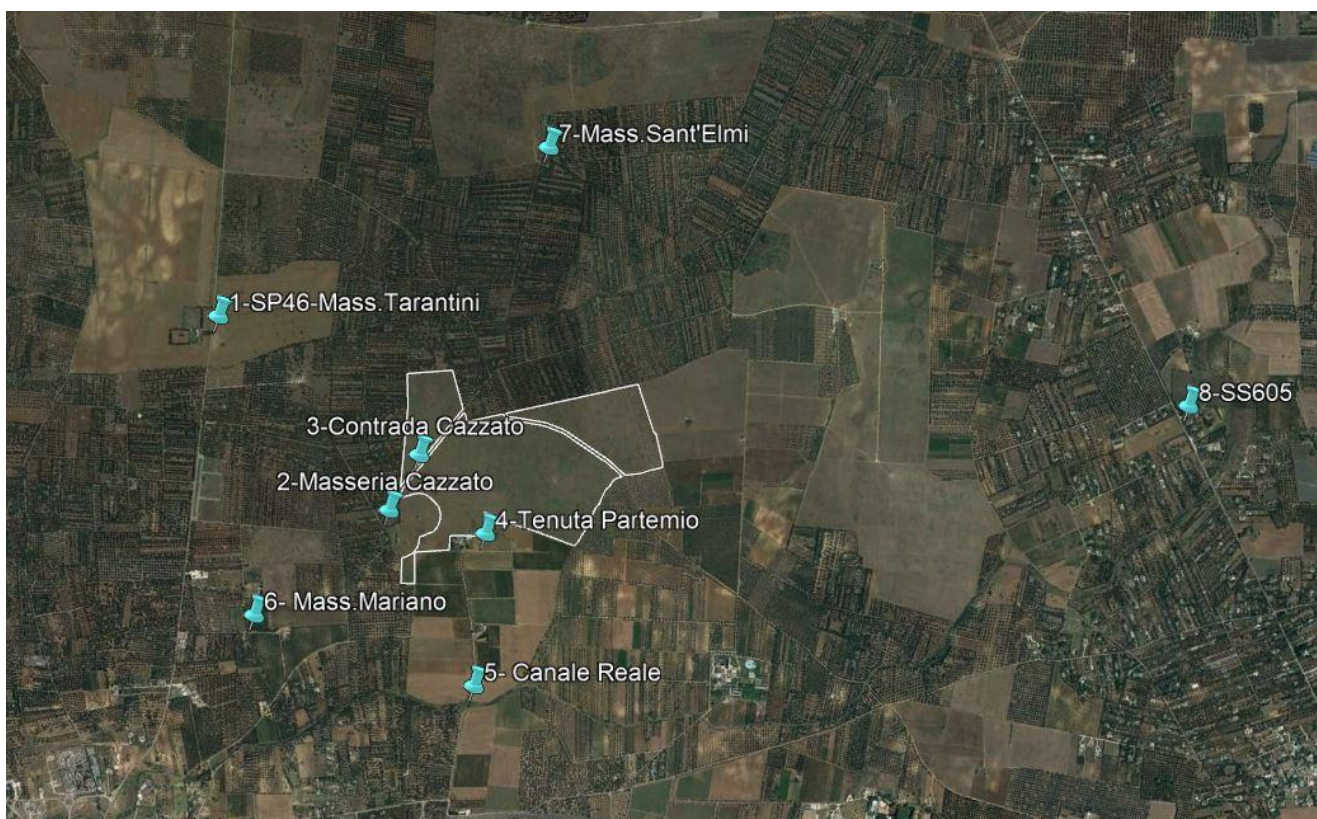 7-Mass.Sant'Elmi
1-SP46-Mass.Tarantini
8-SS605
3-Contrada Cazzato
2-Masseria Cazzato
4-Tenuta Partemio
6- Mass.Mariano
5- Canale Reale